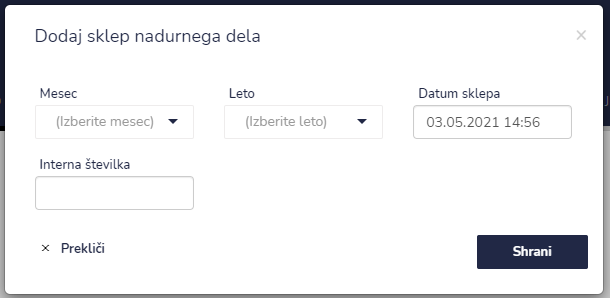 Dodaj sklep nadurnega dela
Mesec
Leto
Datum sklepa
(Izberite mesec)
(Izberite leto)
03.05.2021 14:56
Interna številka
Prekliči
Shrani